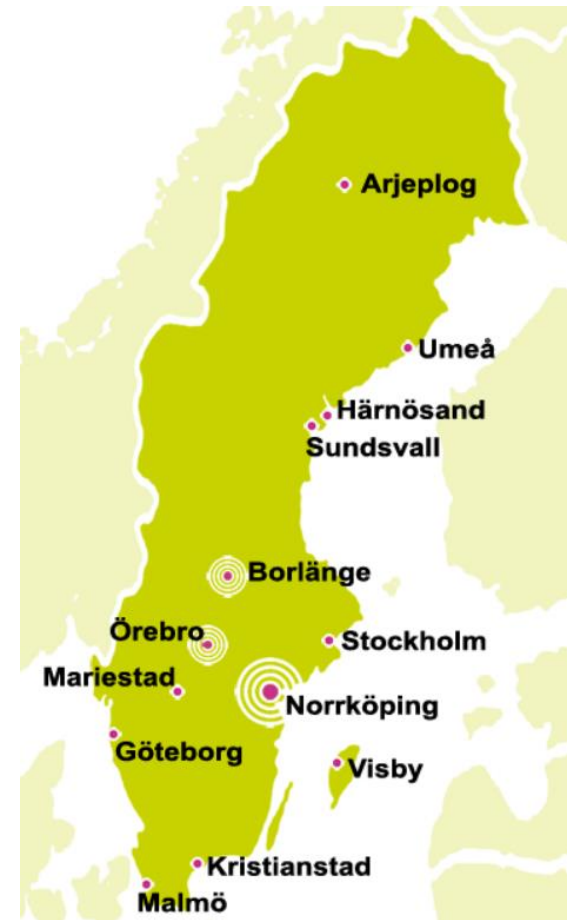 Arjeplog
Umeå
Härnösand
Sundsvall
Borlänge
Örebro
Stockholm
Mariestad
Norrköping
Göteborg
Visby
Kristianstad
Malmö